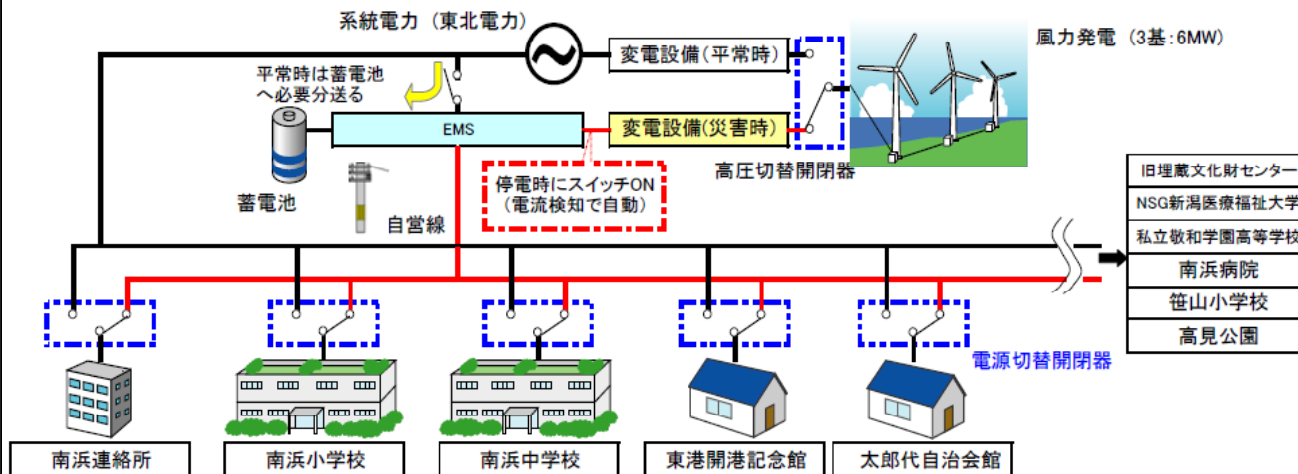 系統電力（東北電力）
変電設備(平常時)
風力発電（3基:6MW）
平常時は蓄電池
へ必要分送る
EMS
変電設備(災害時)
高圧切替開閉器
停電時にスイッチON
（電流検知で自動）
蓄電池
自営線
旧埋蔵文化財センター
NSG新潟医療福祉大学
私立敬和学園高等学校
南浜病院
笹山小学校
高見公園
電源切替開閉器
南浜連絡所
南浜小学校
南浜中学校
東港開港記念館
太郎代自治会館